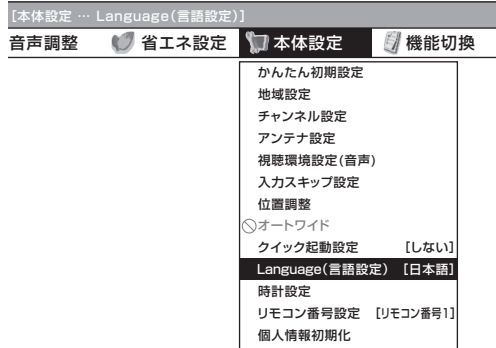 [本体設定 … Language(言語設定)]
音声調整 省エネ設定 本体設定 機能切換
かんたん初期設定
地域設定
チャンネル設定
アンテナ設定
視聴環境設定(音声)
入力スキップ設定
位置調整
オートワイド
クイック起動設定 [しない]
Language(言語設定) [日本語]
時計設定
リモコン番号設定 [リモコン番号1]
個人情報初期化